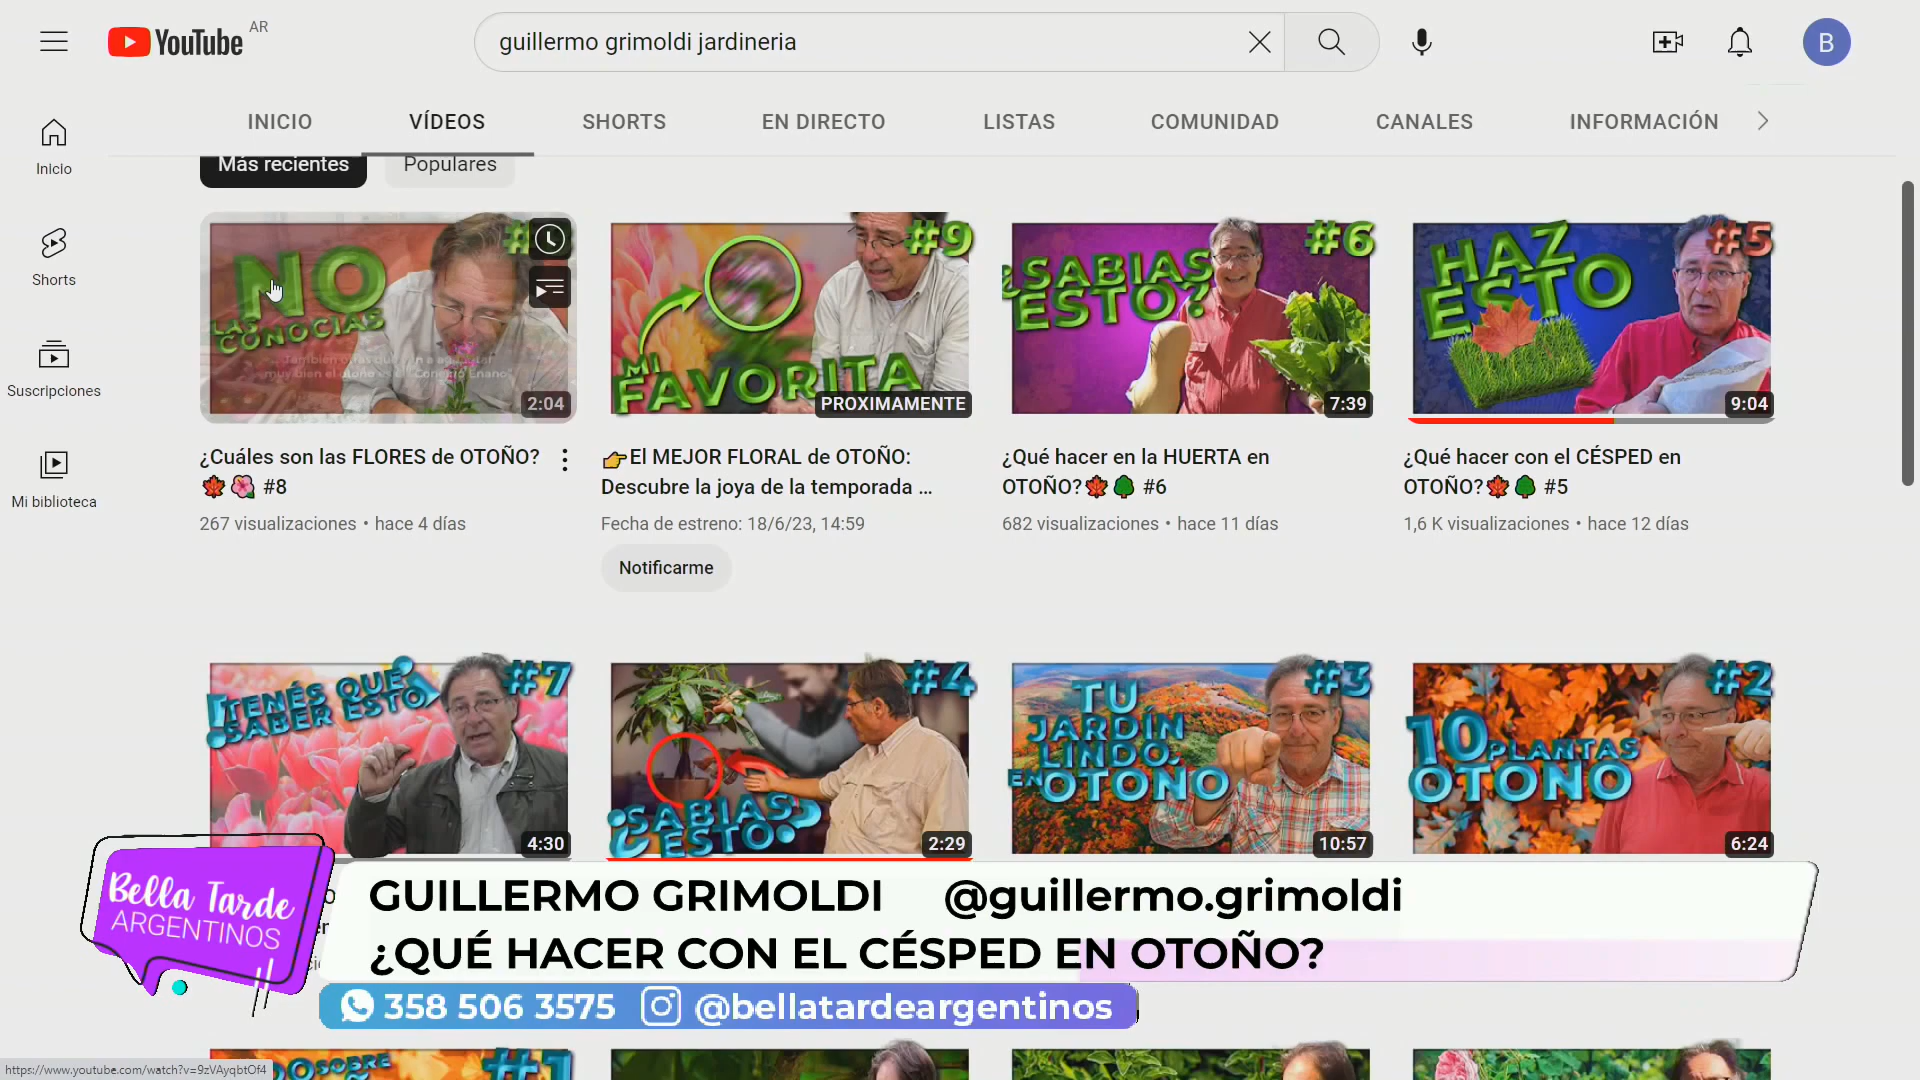 YouTube AR
guillermo grimoldi jardineria
B
INICIO VÍDEOS SHORTS EN DIRECTO LISTAS COMUNIDAD CANALES INFORMACIÓN
Más recientes Populares
Inicio
Shorts
Suscripciones
Mi biblioteca
NO
LAS
CONOCIAS
2:04
#9
MI
FAVORITA
PROXIMAMENTE
#6
¿SABIAS
ESTO?
7:39
#5
HAZ
ESTO
9:04
¿Cuáles son las FLORES de OTOÑO?
🍁🌺 #8
267 visualizaciones • hace 4 días
👉El MEJOR FLORAL de OTOÑO:
Descubre la joya de la temporada ...
Fecha de estreno: 18/6/23, 14:59
Notificarme
¿Qué hacer en la HUERTA en
OTOÑO?🍁🌳 #6
682 visualizaciones • hace 11 días
¿Qué hacer con el CÉSPED en
OTOÑO?🍁🌳 #5
1,6 K visualizaciones • hace 12 días
#7
¡TENÉS QUE
SABER ESTO!
4:30
#4
¿SABIAS
ESTO?
2:29
#3
TU
JARDÍN
LINDO,
EN OTOÑO
10:57
#2
10 PLANTAS
OTOÑO
6:24
Bella Tarde
ARGENTINOS
GUILLERMO GRIMOLDI @guillermo.grimoldi
¿QUÉ HACER CON EL CÉSPED EN OTOÑO?
358 506 3575 @bellatardeargentinos
SOBRE
#1
https://www.youtube.com/watch?v=9zVAyqbtOf4